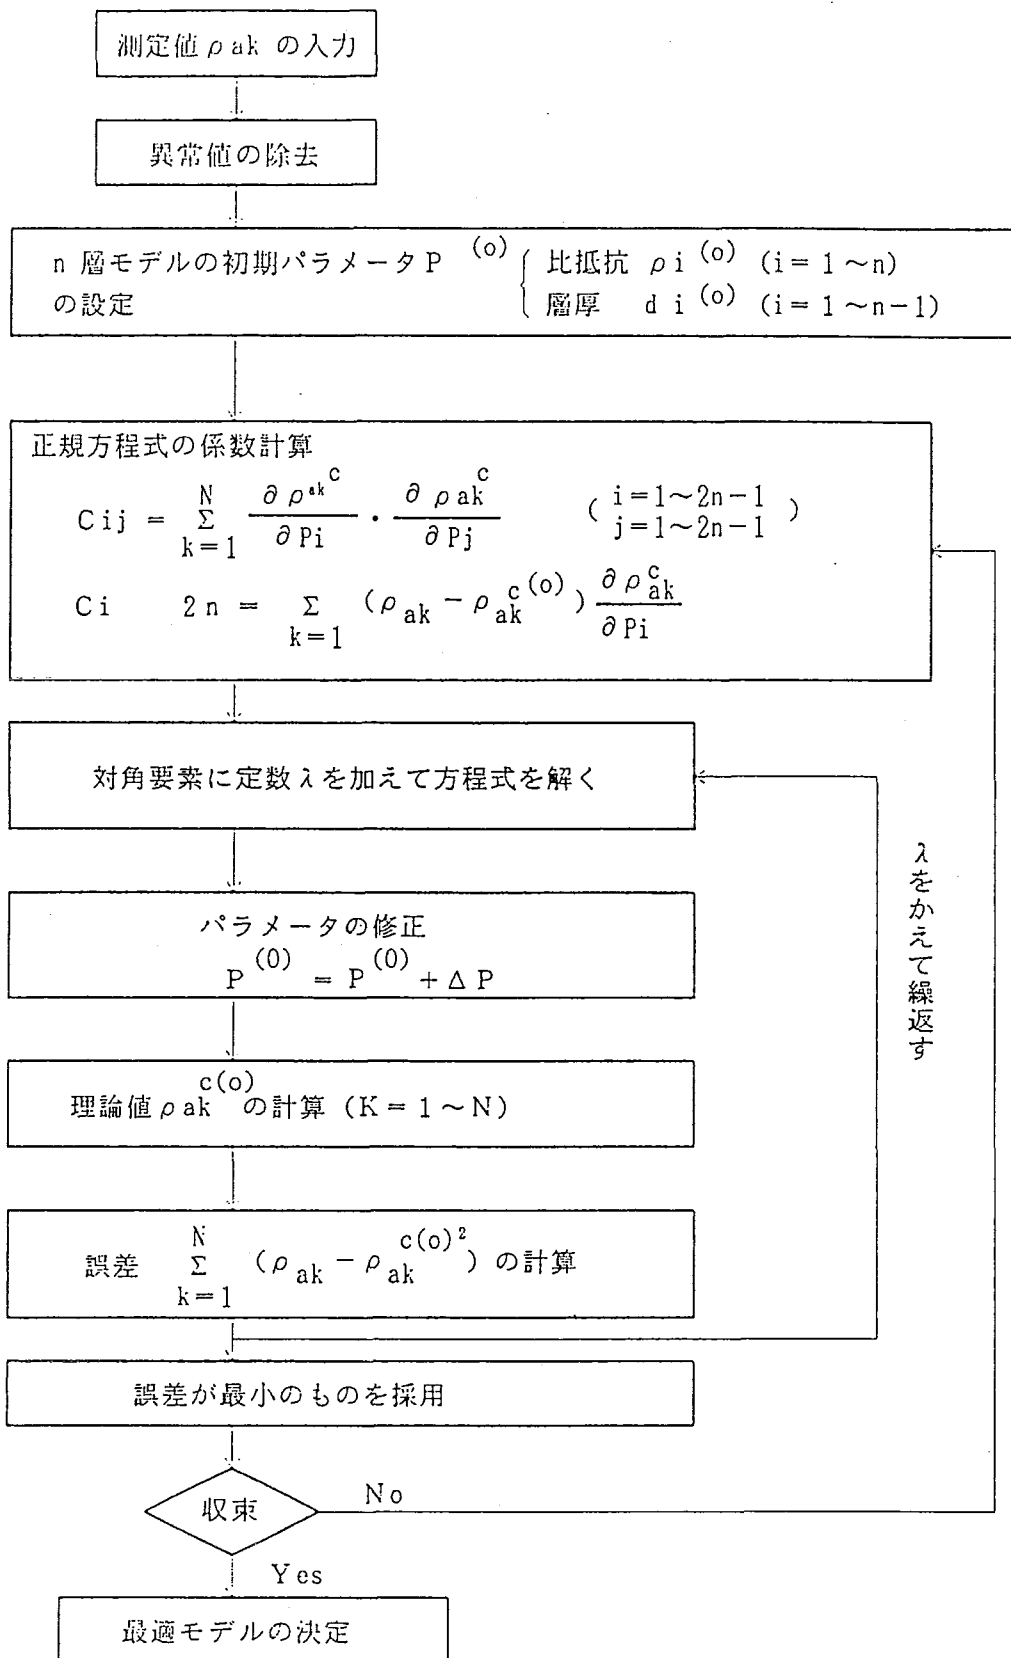 測定値ρak の入力
異常値の除去
n 層モデルの初期パラメータP (o) { 比抵抗 ρi (o) (i= 1 ~n)
の設定 層厚 d i (o) (i= 1 ~n-1)
正規方程式の係数計算
Cij = Σ N k=1 ∂ρak c / ∂Pi · ∂ρak c / ∂Pj ( i=1~2n-1 j=1~2n-1 )
Ci 2n = Σ k=1 (ρak - ρak c(o)) ∂ρak c / ∂Pi
対角要素に定数λを加えて方程式を解く
パラメータの修正
P (0) = P (0) + Δ P
理論値ρak c(o) の計算 (K= 1 ~N)
誤差 Σ N k=1 (ρak - ρak c(o)2) の計算
λをかえて繰返す
誤差が最小のものを採用
収束
No
Yes
最適モデルの決定